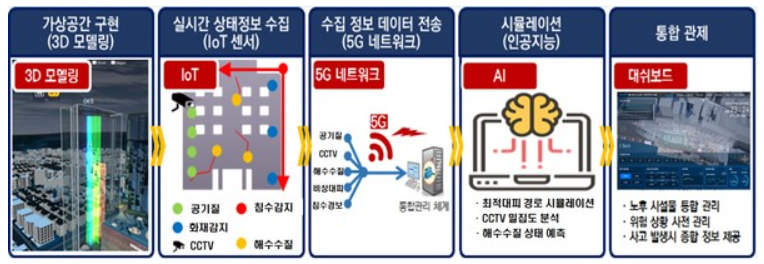 가상공간 구현
(3D 모델링)
3D 모델링
실시간 상태정보 수집
(IoT 센서)
IoT
공기질
침수감지
화재감지
CCTV
해수수질
수집 정보 데이터 전송
(5G 네트워크)
5G 네트워크
5G
공기질
CCTV
해수수질
비상대피
침수경보
통합관리 체계
시뮬레이션
(인공지능)
AI
· 최적대피 경로 시뮬레이션
· CCTV 밀집도 분석
· 해수수질 상태 예측
통합 관제
대쉬보드
· 노후 시설물 통합 관리
· 위험 상황 사전 관리
· 사고 발생시 종합 정보 제공